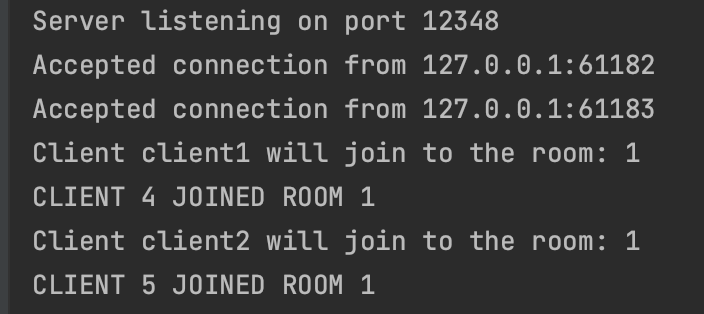 Server listening on port 12348
Accepted connection from 127.0.0.1:61182
Accepted connection from 127.0.0.1:61183
Client client1 will join to the room: 1
CLIENT 4 JOINED ROOM 1
Client client2 will join to the room: 1
CLIENT 5 JOINED ROOM 1